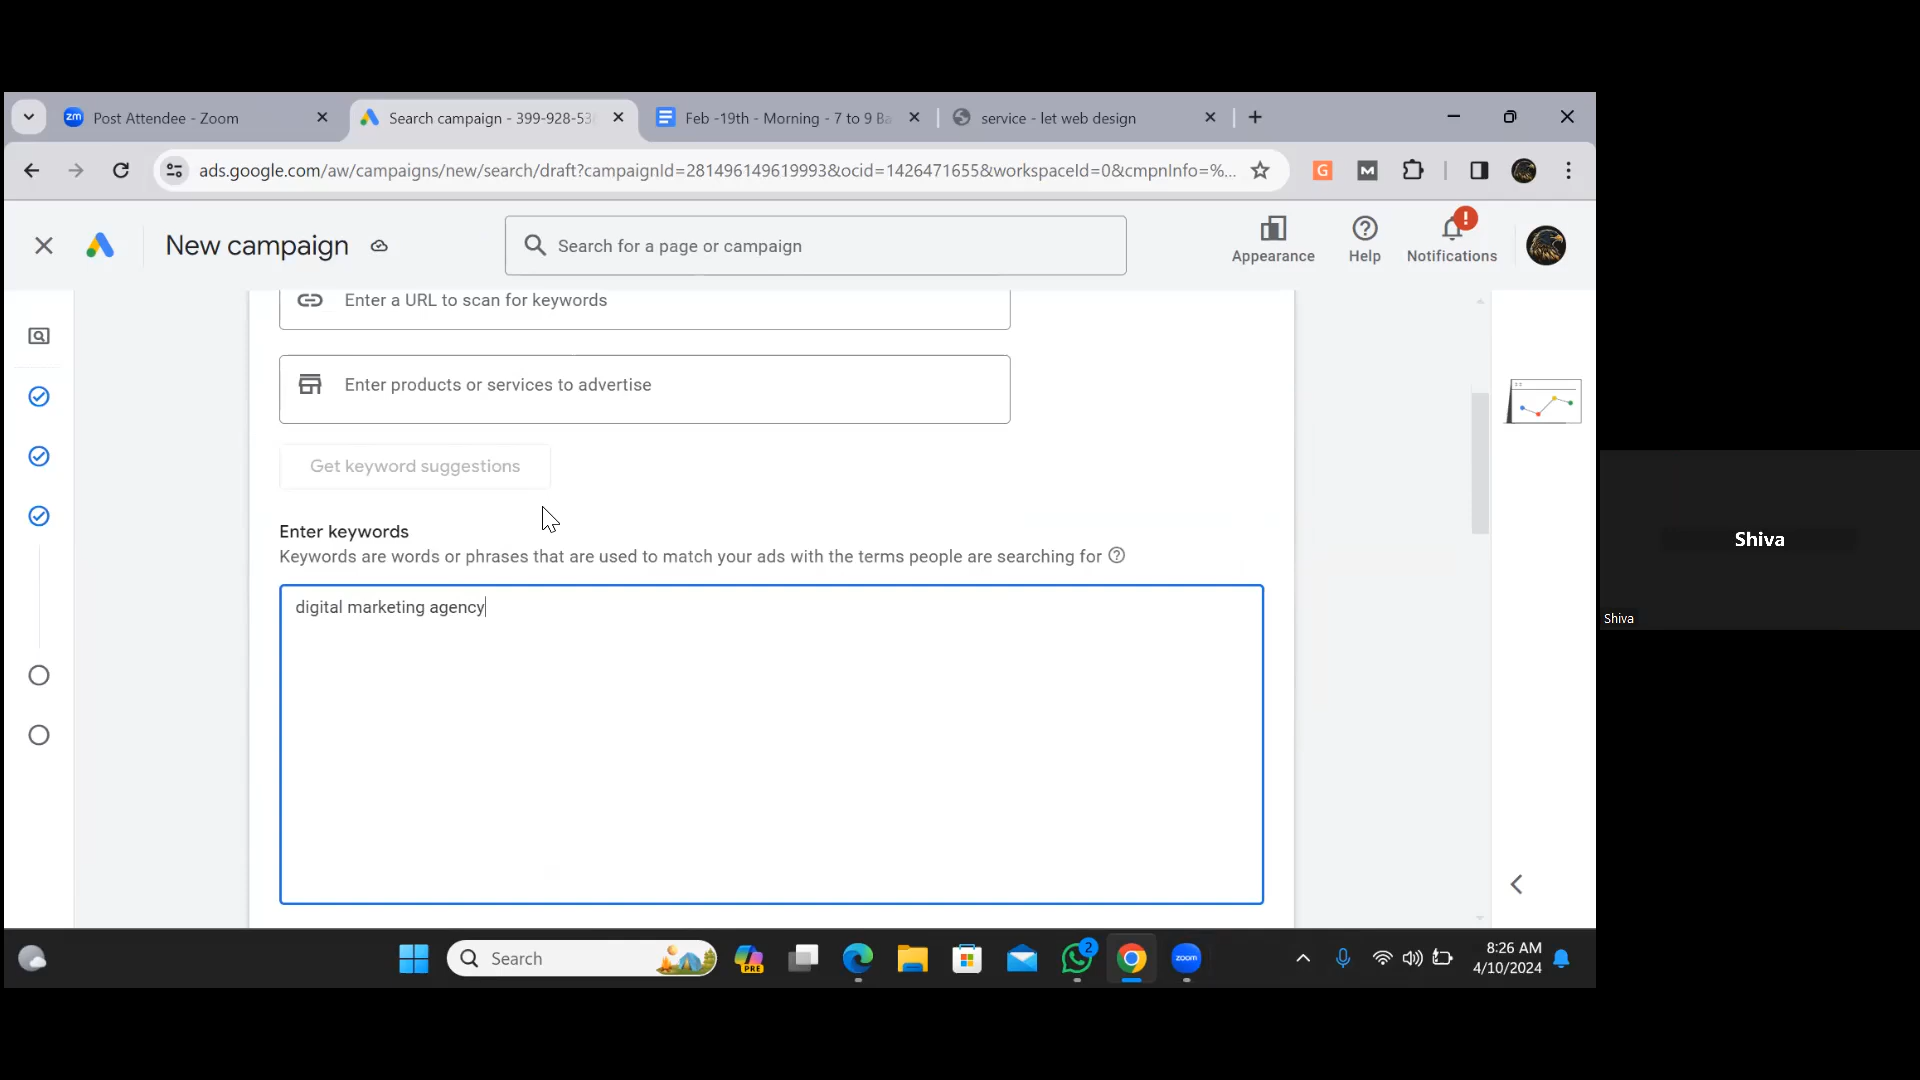 Post Attendee - Zoom
Search campaign - 399-928-53
Feb -19th - Morning - 7 to 9 Ba
service - let web design
ads.google.com/aw/campaigns/new/search/draft?campaignId=281496149619993&ocid=1426471655&workspaceId=0&cmpnInfo=%...
New campaign
Search for a page or campaign
Appearance
Help
Notifications
Enter a URL to scan for keywords
Enter products or services to advertise
Get keyword suggestions
Enter keywords
Keywords are words or phrases that are used to match your ads with the terms people are searching for
digital marketing agency
Shiva
Shiva
Search
PRE
2
zoom
8:26 AM
4/10/2024